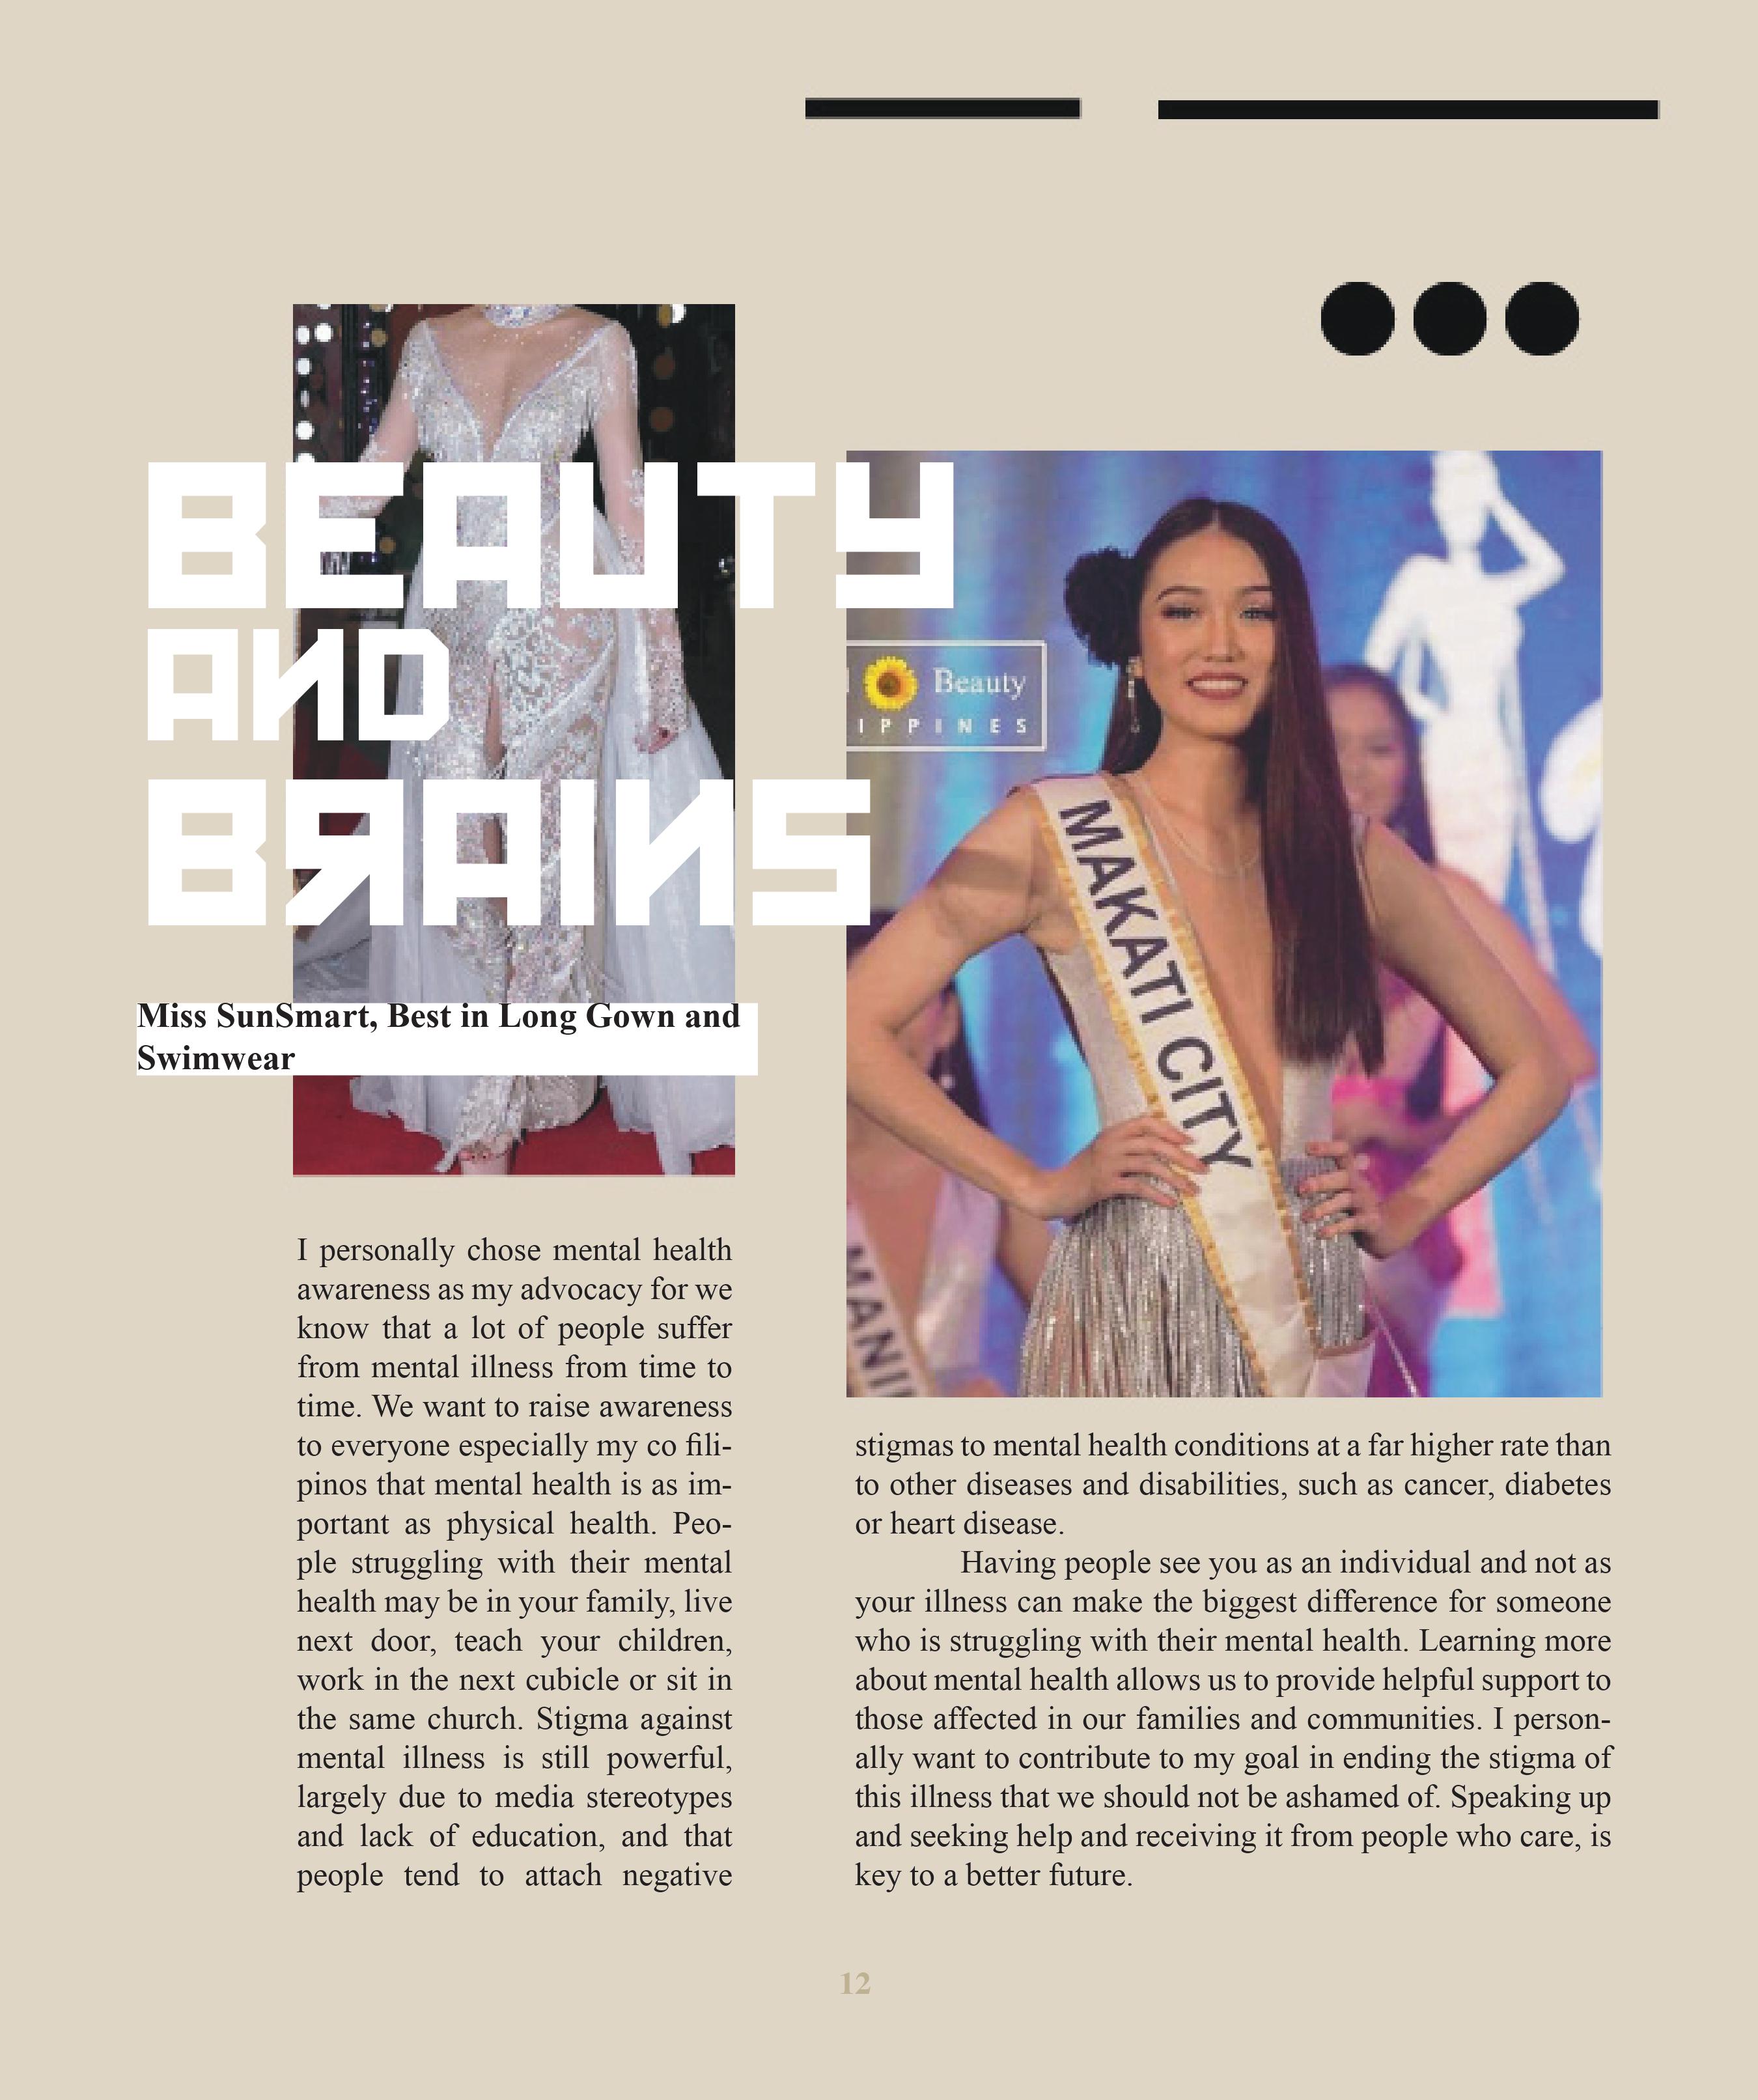 BEAUTY
AND
BRAINS
Miss SunSmart, Best in Long Gown and
Swimwear
Beauty
IPPINES
MAKATI CITY
MANI
I personally chose mental health
awareness as my advocacy for we
know that a lot of people suffer
from mental illness from time to
time. We want to raise awareness
to everyone especially my co fili-
pinos that mental health is as im-
portant as physical health. Peo-
ple struggling with their mental
health may be in your family, live
next door, teach your children,
work in the next cubicle or sit in
the same church. Stigma against
mental illness is still powerful,
largely due to media stereotypes
and lack of education, and that
people tend to attach negative
stigmas to mental health conditions at a far higher rate than
to other diseases and disabilities, such as cancer, diabetes
or heart disease.
Having people see you as an individual and not as
your illness can make the biggest difference for someone
who is struggling with their mental health. Learning more
about mental health allows us to provide helpful support to
those affected in our families and communities. I person-
ally want to contribute to my goal in ending the stigma of
this illness that we should not be ashamed of. Speaking up
and seeking help and receiving it from people who care, is
key to a better future.
12